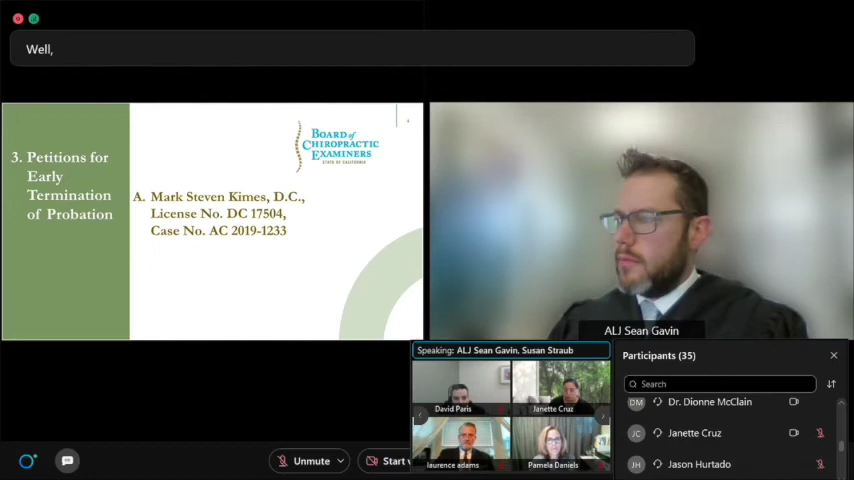 Well,
3. Petitions for
Early
Termination
of Probation
BOARD of
CHIROPRACTIC
EXAMINERS
STATE OF CALIFORNIA
A. Mark Steven Kimes, D.C.,
License No. DC 17504,
Case No. AC 2019-1233
ALJ Sean Gavin
Speaking: ALJ Sean Gavin, Susan Straub
David Paris
Janette Cruz
laurence adams
Pamela Daniels
Participants (35)
Search
DM Dr. Dionne McClain
JC Janette Cruz
JH Jason Hurtado
Unmute
Start v